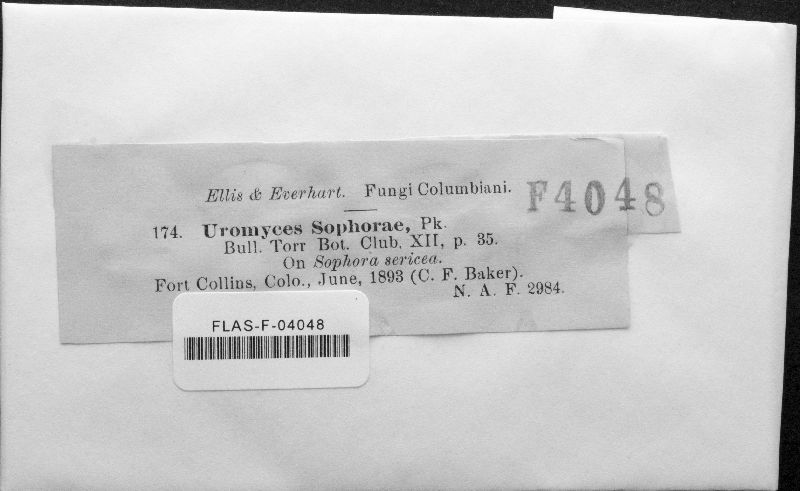 Ellis & Everhart. Fungi Columbiani.
F4048
174. Uromyces Sophorae, Pk.
Bull. Torr Bot. Club, XII, p. 35.
On Sophora sericea.
Fort Collins, Colo., June, 1893 (C. F. Baker).
N. A. F. 2984.
FLAS-F-04048